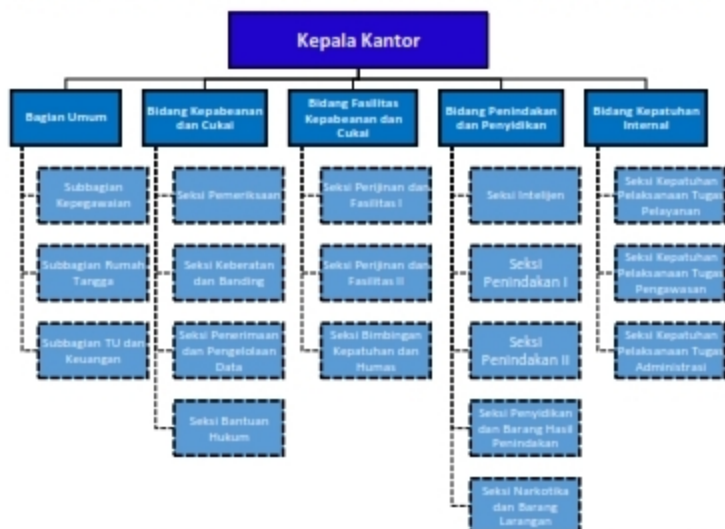 Kepala Kantor
Bagian Umum
Subbagian
Kepegawaian
Subbagian Rumah
Tangga
Subbagian TU dan
Keuangan
Bidang Kepabeanan
dan Cukai
Seksi Pemeriksaan
Seksi Keberatan
dan Banding
Seksi Penerimaan
dan Pengelolaan
Data
Seksi Bantuan
Hukum
Bidang Fasilitas
Kepabeanan dan
Cukai
Seksi Perijinan dan
Fasilitas I
Seksi Perijinan dan
Fasilitas II
Seksi Bimbingan
Kepatuhan dan
Humas
Bidang Penindakan
dan Penyidikan
Seksi Intelijen
Seksi
Penindakan I
Seksi
Penindakan II
Seksi Penyidikan
dan Barang Hasil
Penindakan
Seksi Narkotika
dan Barang
Larangan
Bidang Kepatuhan
Internal
Seksi Kepatuhan
Pelaksanaan Tugas
Pelayanan
Seksi Kepatuhan
Pelaksanaan Tugas
Pengawasan
Seksi Kepatuhan
Pelaksanaan Tugas
Administrasi